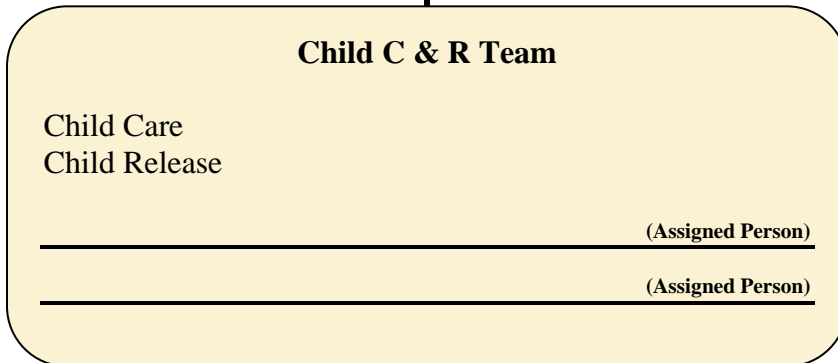 Child C & R Team
Child Care
Child Release
(Assigned Person)
(Assigned Person)